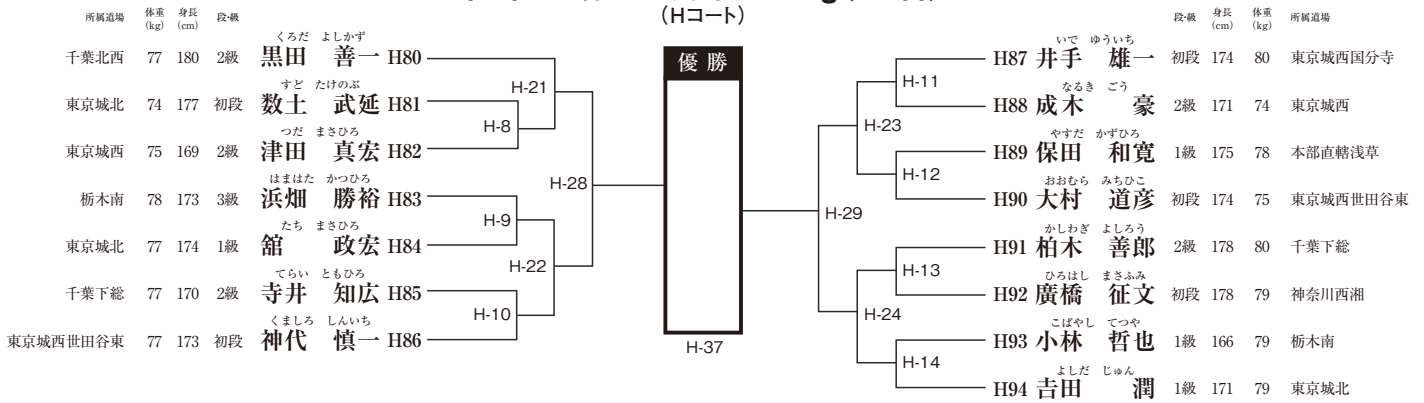 (Hコート)
所属道場 体重(kg) 身長(cm) 段・級
くろだ よしかず
千葉北西 77 180 2級 黒田 善一 H80
すど たけのぶ
東京城北 74 177 初段 数土 武延 H81
つだ まさひろ
東京城西 75 169 2級 津田 真宏 H82
はまはた かつひろ
栃木南 78 173 3級 浜畑 勝裕 H83
たち まさひろ
東京城北 77 174 1級 舘 政宏 H84
てらい ともひろ
千葉下総 77 170 2級 寺井 知広 H85
くましろ しんいち
東京城西世田谷東 77 173 初段 神代 慎一 H86
H-21
H-8
H-28
H-9
H-22
H-10
優勝
H-37
H-11
H-23
H-12
H-29
H-13
H-24
H-14
段・級 身長(cm) 体重(kg) 所属道場
いで ゆういち
H87 井手 雄一 初段 174 80 東京城西国分寺
なるき ごう
H88 成木 豪 2級 171 74 東京城西
やすだ かずひろ
H89 保田 和寛 1級 175 78 本部直轄浅草
おおむら みちひこ
H90 大村 道彦 初段 174 75 東京城西世田谷東
かしわぎ よしろう
H91 柏木 善郎 2級 178 80 千葉下総
ひろはし まさふみ
H92 廣橋 征文 初段 178 79 神奈川西湘
こばやし てつや
H93 小林 哲也 1級 166 79 栃木南
よしだ じゅん
H94 𠮷田 潤 1級 171 79 東京城北